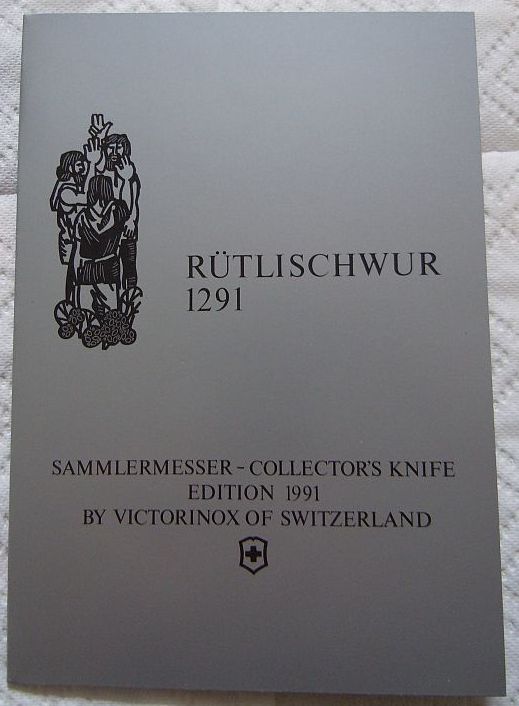 RÜTLISCHWUR
1291
SAMMLERMESSER - COLLECTOR'S KNIFE
EDITION 1991
BY VICTORINOX OF SWITZERLAND